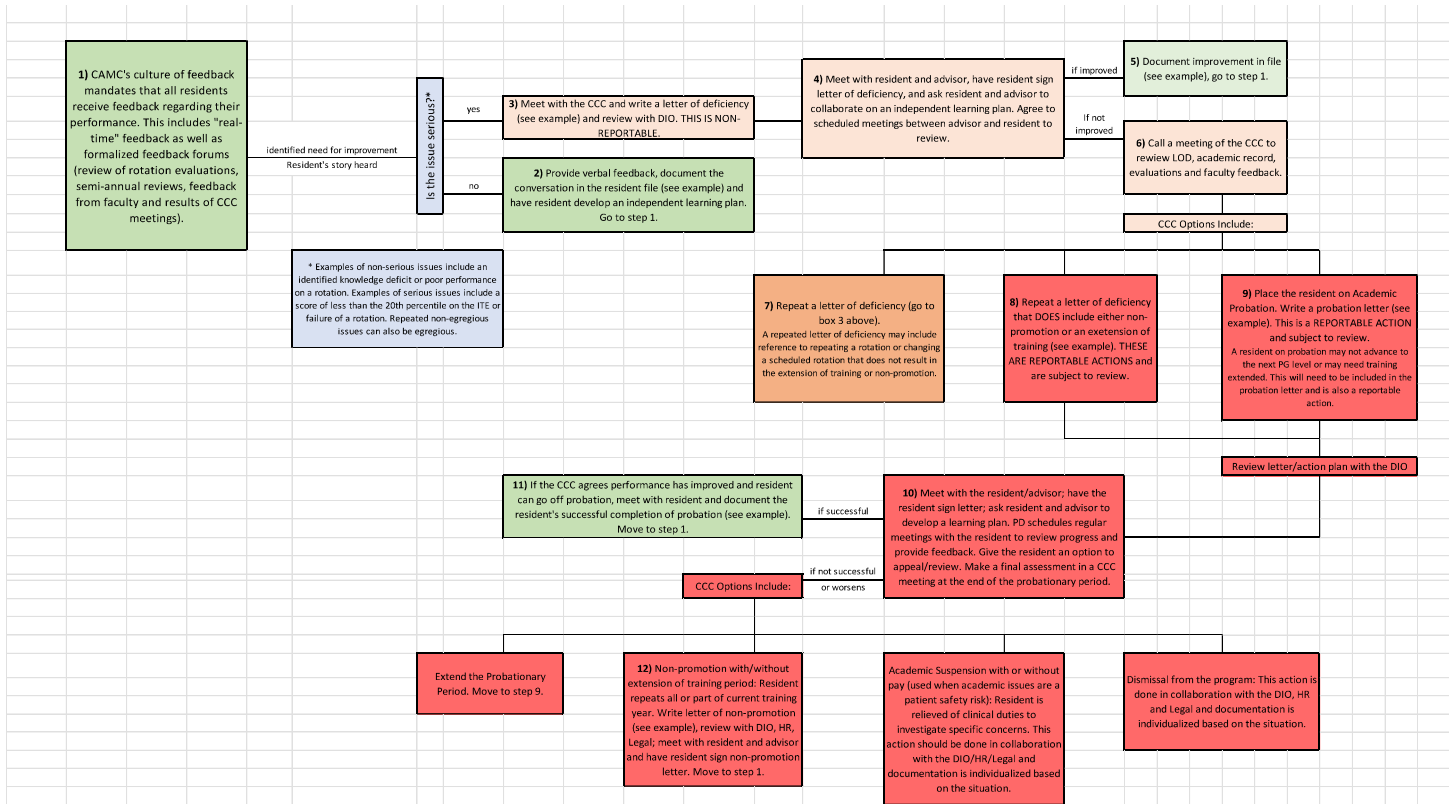 1) CAMC's culture of feedback
mandates that all residents
receive feedback regarding their
performance. This includes "real-
time" feedback as well as
formalized feedback forums
(review of rotation evaluations,
semi-annual reviews, feedback
from faculty and results of CCC
meetings).
identified need for improvement
Resident's story heard
Is the issue serious?*
yes
no
3) Meet with the CCC and write a letter of deficiency
(see example) and review with DIO. THIS IS NON-
REPORTABLE.
2) Provide verbal feedback, document the
conversation in the resident file (see example) and
have resident develop an independent learning plan.
Go to step 1.
4) Meet with resident and advisor, have resident sign
letter of deficiency, and ask resident and advisor to
collaborate on an independent learning plan. Agree to
scheduled meetings between advisor and resident to
review.
if improved
If not
improved
5) Document improvement in file
(see example), go to step 1.
6) Call a meeting of the CCC to
rewiew LOD, academic record,
evaluations and faculty feedback.
CCC Options Include:
* Examples of non-serious issues include an
identified knowledge deficit or poor performance
on a rotation. Examples of serious issues include a
score of less than the 20th percentile on the ITE or
failure of a rotation. Repeated non-egregious
issues can also be egregious.
7) Repeat a letter of deficiency (go to
box 3 above).
A repeated letter of deficiency may include
reference to repeating a rotation or changing
a scheduled rotation that does not result in
the extension of training or non-promotion.
8) Repeat a letter of deficiency
that DOES include either non-
promotion or an exetension of
training (see example). THESE
ARE REPORTABLE ACTIONS and
are subject to review.
9) Place the resident on Academic
Probation. Write a probation letter (see
example). This is a REPORTABLE ACTION
and subject to review.
A resident on probation may not advance to
the next PG level or may need training
extended. This will need to be included in the
probation letter and is also a reportable
action.
Review letter/action plan with the DIO
11) If the CCC agrees performance has improved and resident
can go off probation, meet with resident and document the
resident's successful completion of probation (see example).
Move to step 1.
if successful
10) Meet with the resident/advisor; have the
resident sign letter; ask resident and advisor to
develop a learning plan. PD schedules regular
meetings with the resident to review progress and
provide feedback. Give the resident an option to
appeal/review. Make a final assessment in a CCC
meeting at the end of the probationary period.
if not successful
or worsens
CCC Options Include:
Extend the Probationary
Period. Move to step 9.
12) Non-promotion with/without
extension of training period: Resident
repeats all or part of current training
year. Write letter of non-promotion
(see example), review with DIO, HR,
Legal; meet with resident and advisor
and have resident sign non-promotion
letter. Move to step 1.
Academic Suspension with or without
pay (used when academic issues are a
patient safety risk): Resident is
relieved of clinical duties to
investigate specific concerns. This
action should be done in collaboration
with the DIO/HR/Legal and
documentation is individualized based
on the situation.
Dismissal from the program: This action is
done in collaboration with the DIO, HR
and Legal and documentation is
individualized based on the situation.